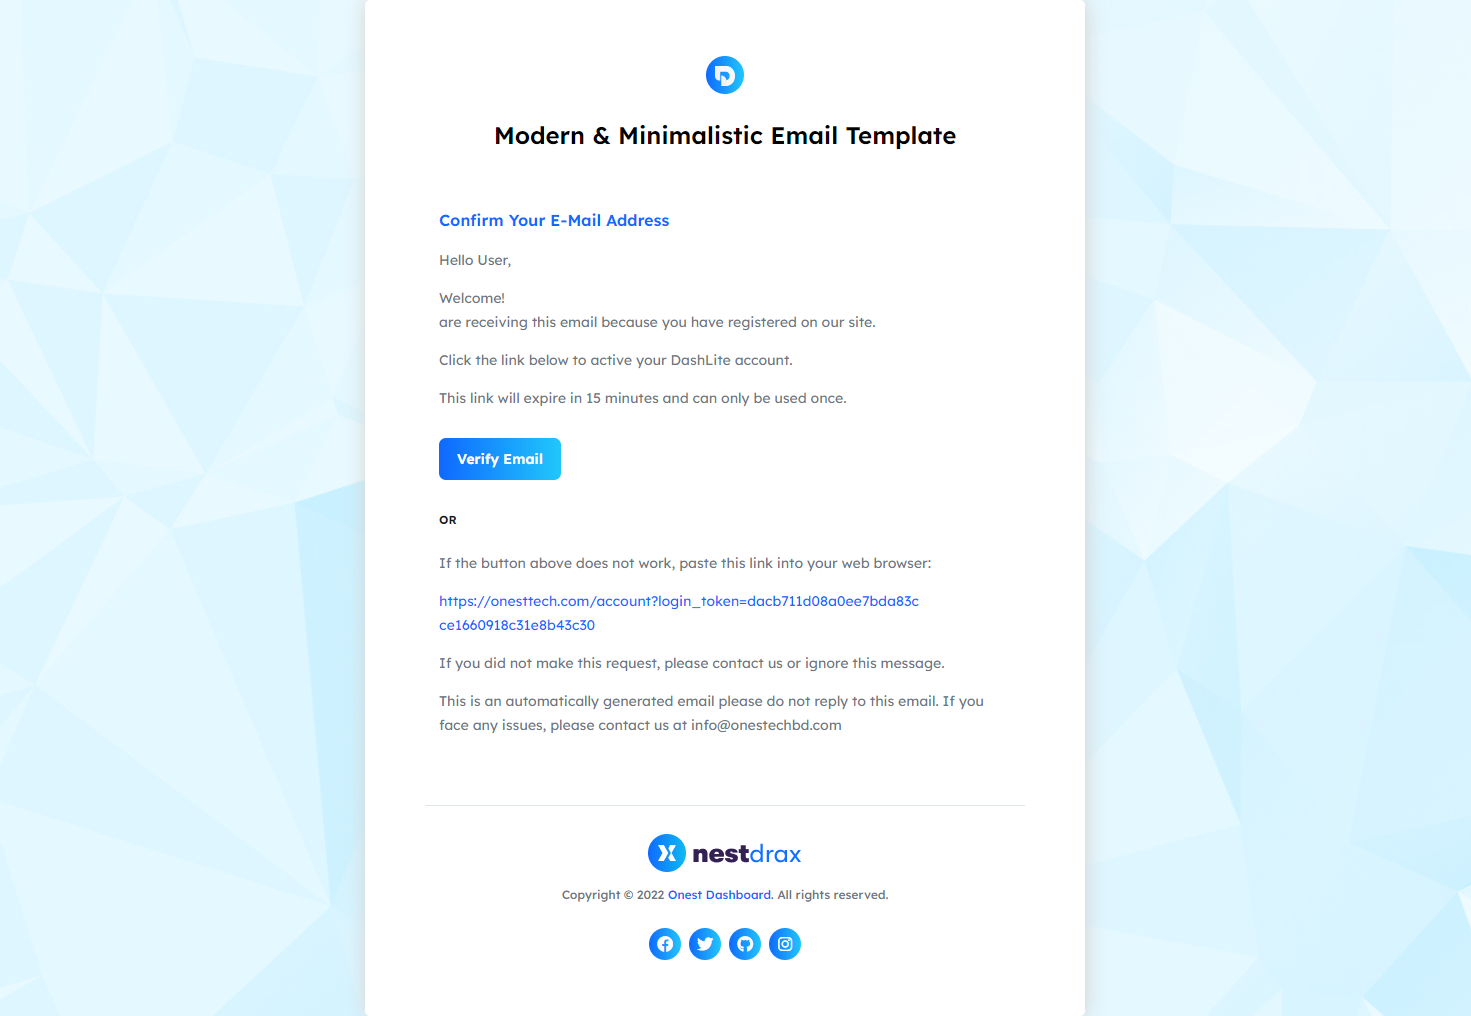 Modern & Minimalistic Email Template
Confirm Your E-Mail Address
Hello User,
Welcome!
are receiving this email because you have registered on our site.
Click the link below to active your DashLite account.
This link will expire in 15 minutes and can only be used once.
Verify Email
OR
If the button above does not work, paste this link into your web browser:
https://onesttech.com/account?login_token=dacb711d08a0ee7bda83c
ce1660918c31e8b43c30
If you did not make this request, please contact us or ignore this message.
This is an automatically generated email please do not reply to this email. If you
face any issues, please contact us at info@onestechbd.com
nestdrax
Copyright © 2022 Onest Dashboard. All rights reserved.